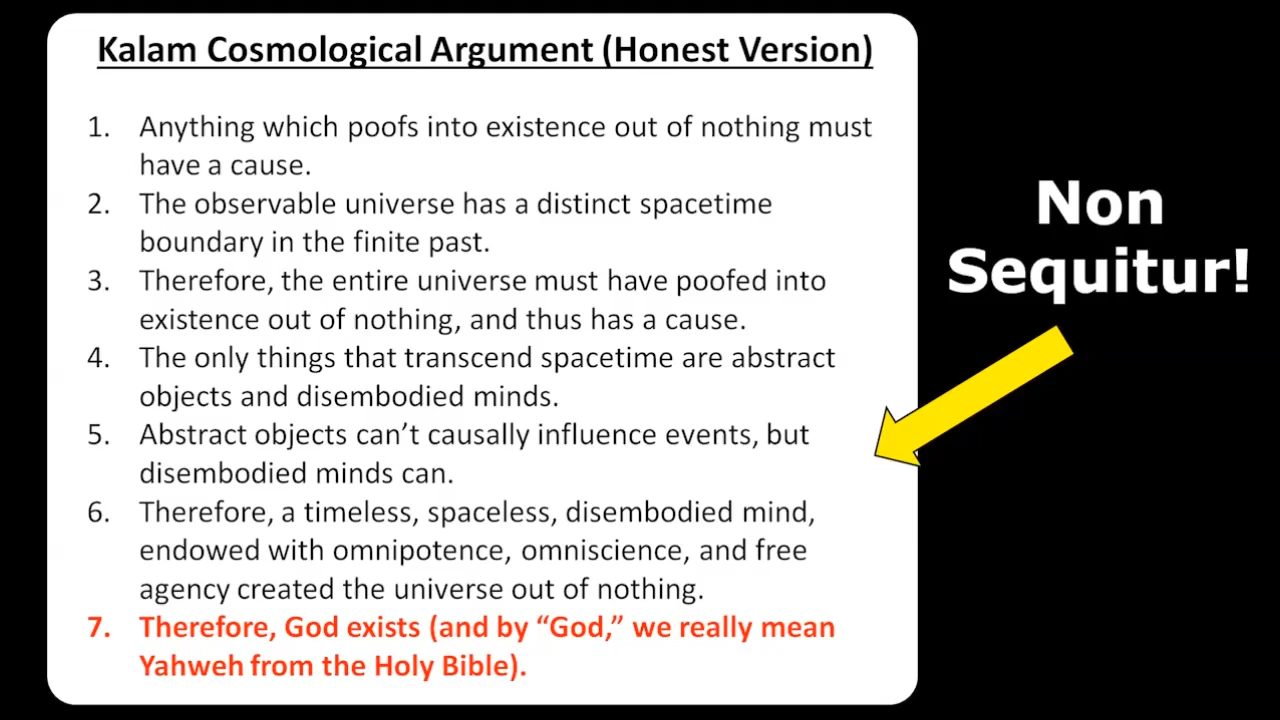 Kalam Cosmological Argument (Honest Version)
1. Anything which poofs into existence out of nothing must
have a cause.
2. The observable universe has a distinct spacetime
boundary in the finite past.
3. Therefore, the entire universe must have poofed into
existence out of nothing, and thus has a cause.
4. The only things that transcend spacetime are abstract
objects and disembodied minds.
5. Abstract objects can’t causally influence events, but
disembodied minds can.
6. Therefore, a timeless, spaceless, disembodied mind,
endowed with omnipotence, omniscience, and free
agency created the universe out of nothing.
7. Therefore, God exists (and by “God,” we really mean
Yahweh from the Holy Bible).
Non
Sequitur!